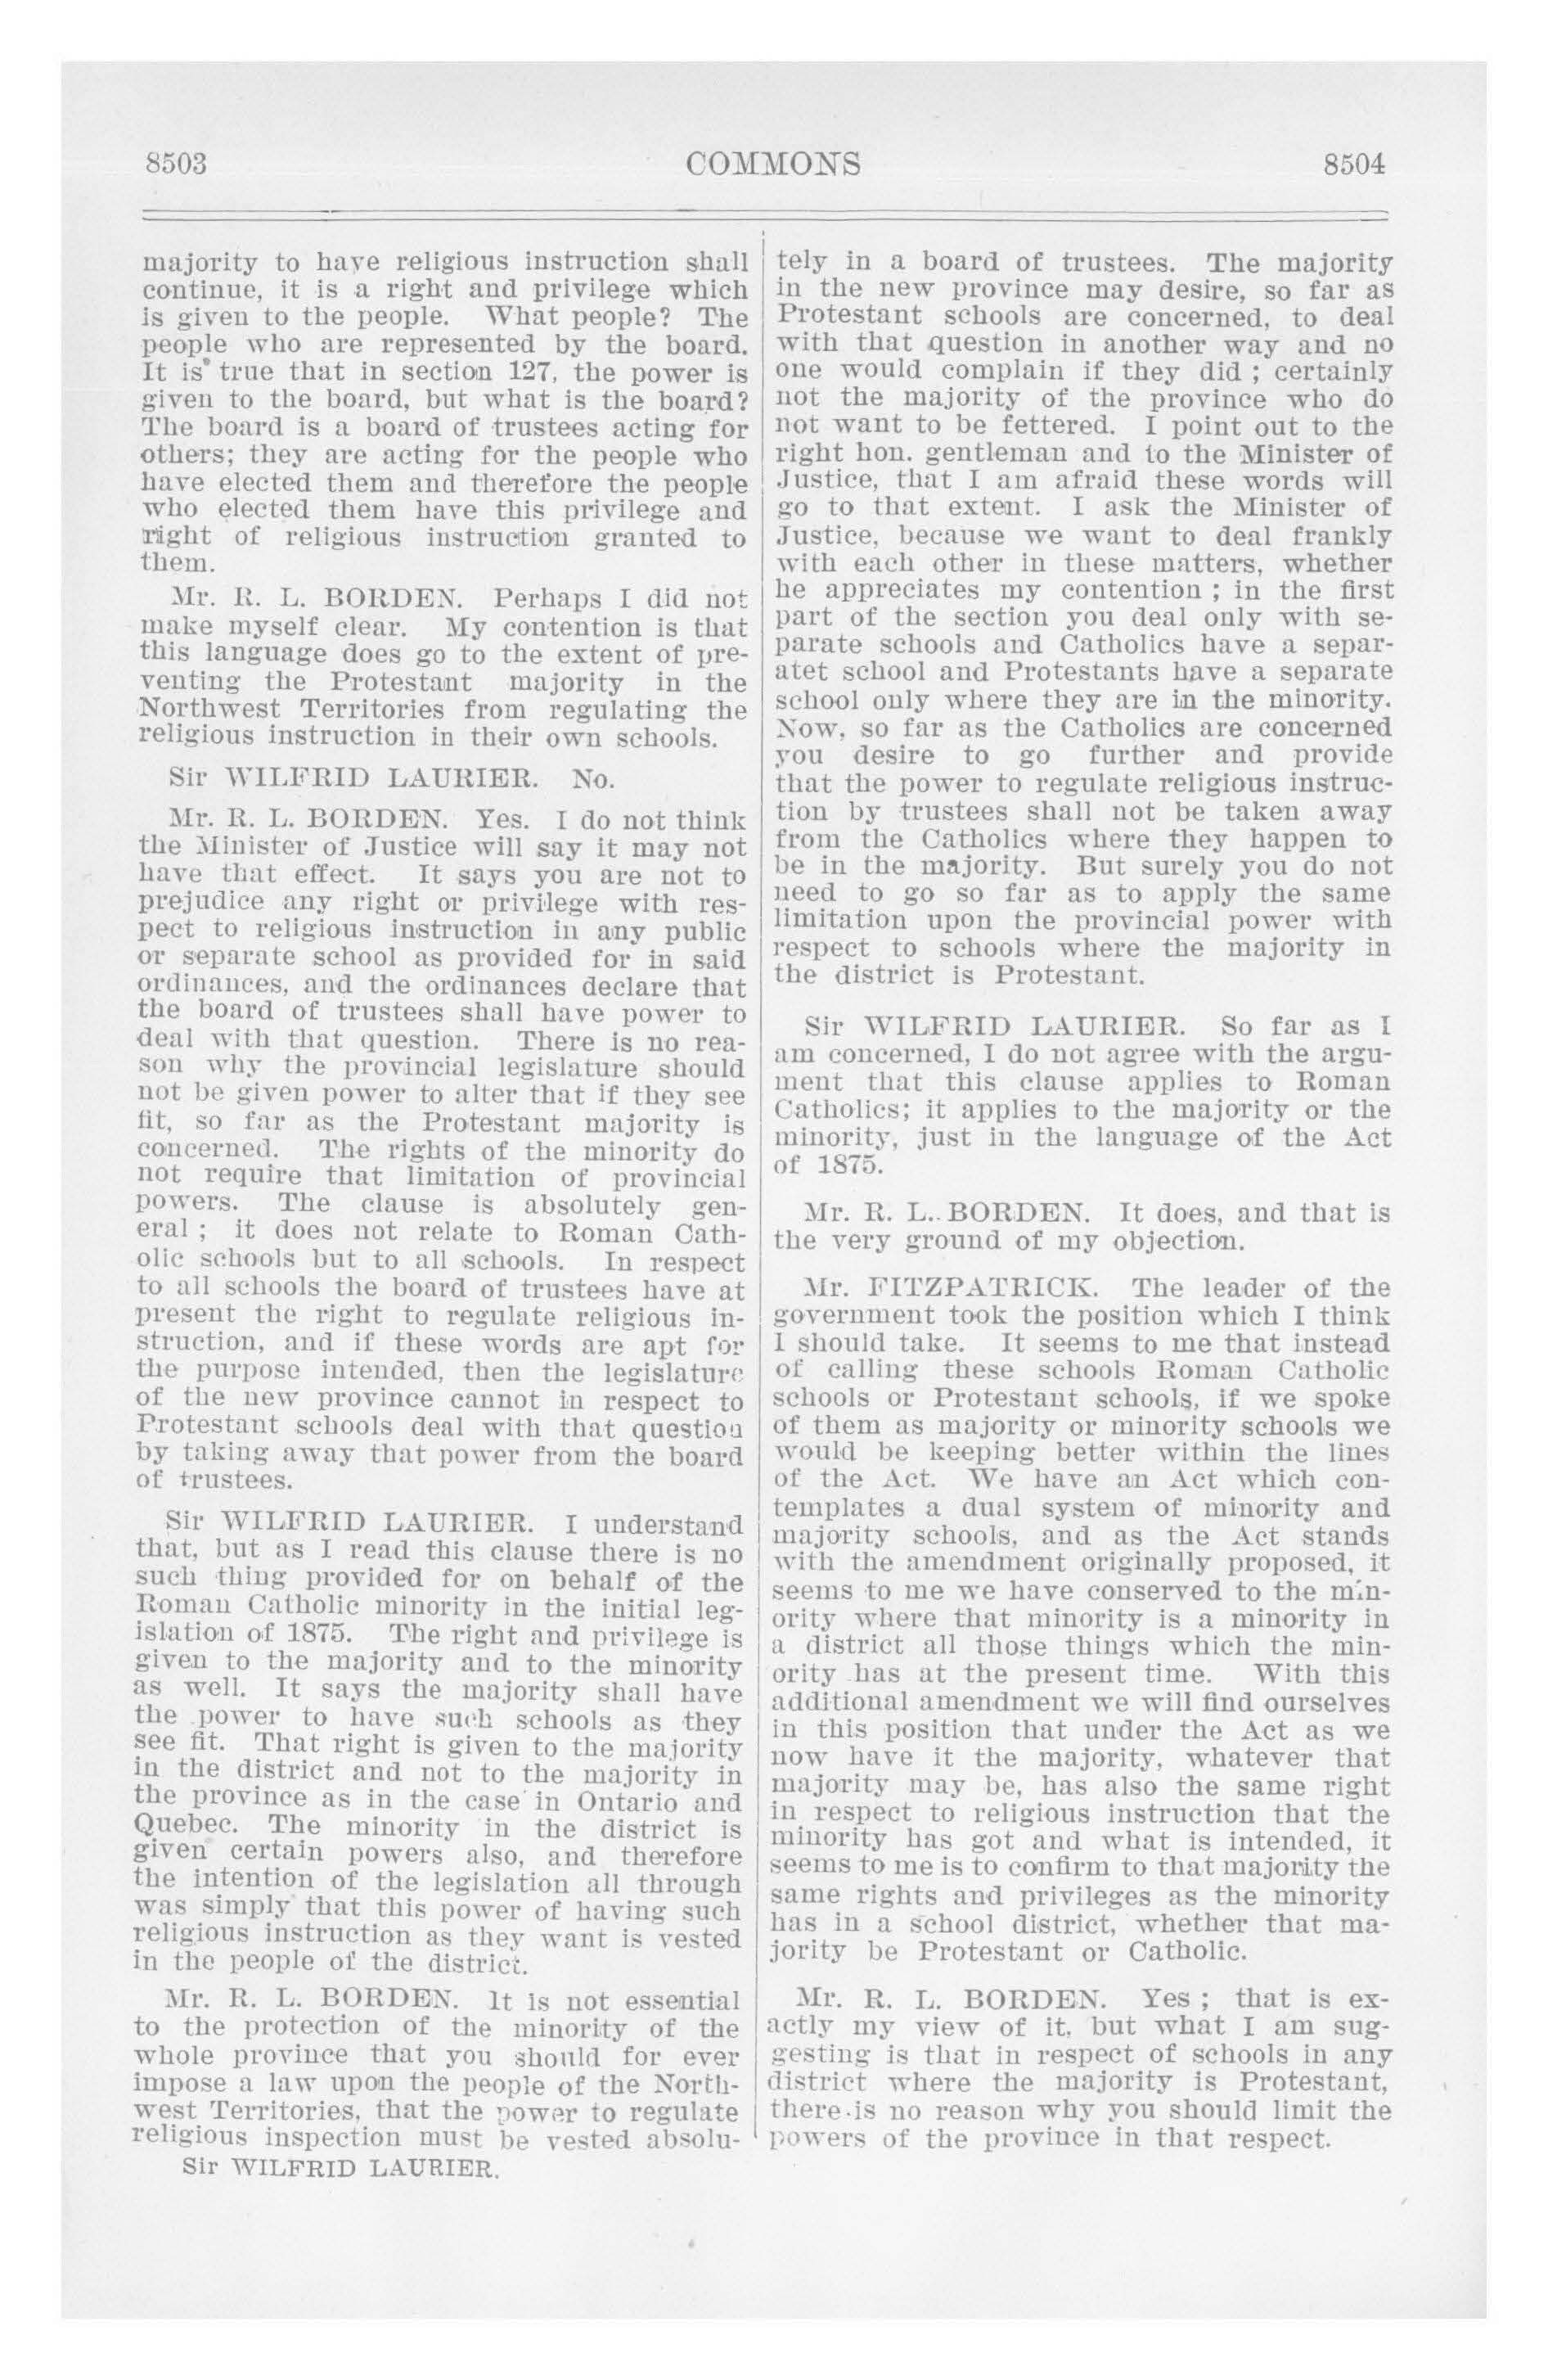 8503 COMMONS 8504
majority to have religious instruction shall
continue, it is a right and privilege which
is given to the people. What people? The
people who are represented by the board.
It is true that in section 127, the power is
given to the board, but what is the board?
The board is a board of trustees acting for
others; they are acting for the people who
have elected them and therefore the people
who elected them have this privilege and
right of religious instruction granted to
them.
Mr. R. L. BORDEN. Perhaps I did not
make myself clear. My contention is that
this language does go to the extent of pre-
venting the Protestant majority in the
Northwest Territories from regulating the
religious instruction in their own schools.
Sir WILFRID LAURIER. No.
Mr. R. L. BORDEN. Yes. I do not think
the Minister of Justice will say it may not
have that effect. It says you are not to
prejudice any right or privilege with res-
pect to religious instruction in any public
or separate school as provided for in said
ordinances, and the ordinances declare that
the board of trustees shall have power to
deal with that question. There is no rea-
son why the provincial legislature should
not be given power to alter that if they see
fit, so far as the Protestant majority is
concerned. The rights of the minority do
not require that limitation of provincial
powers. The clause is absolutely gen-
eral ; it does not relate to Roman Cath-
olic schools but to all schools. In respect
to all schools the board of trustees have at
present the right to regulate religious in-
struction, and if these words are apt for
the purpose intended, then the legislature
of the new province cannot in respect to
Protestant schools deal with that question
by taking away that power from the board
of trustees.
Sir WILFRID LAURIER. I understand
that, but as I read this clause there is no
such thing provided for on behalf of the
Roman Catholic minority in the initial leg-
islation of 1875. The right and privilege is
given to the majority and to the minority
as well. It says the majority shall have
the power to have such schools as they
see fit. That right is given to the majority
in the district and not to the majority in
the province as in the case in Ontario and
Quebec. The minority in the district is
given certain powers also, and therefore
the intention of the legislation all through
was simply that this power of having such
religious instruction as they want is vested
in the people of the district.
Mr. R. L. BORDEN. It is not essential
to the protection of the minority of the
whole province that you should for ever
impose a law upon the people of the North-
west Territories, that the power to regulate
religious inspection must be vested absolu-
Sir WILFRID LAURIER.
tely in a board of trustees. The majority
in the new province may desire, so far as
Protestant schools are concerned, to deal
with that question in another way and no
one would complain if they did ; certainly
not the majority of the province who do
not want to be fettered. I point out to the
right hon. gentleman and to the Minister of
Justice, that I am afraid these words will
go to that extent. I ask the Minister of
Justice, because we want to deal frankly
with each other in these matters, whether
he appreciates my contention ; in the first
part of the section you deal only with se-
parate schools and Catholics have a separ-
atet school and Protestants have a separate
school only where they are in the minority.
Now, so far as the Catholics are concerned
you desire to go further and provide
that the power to regulate religious instruc-
tion by trustees shall not be taken away
from the Catholics where they happen to
be in the majority. But surely you do not
need to go so far as to apply the same
limitation upon the provincial power with
respect to schools where the majority in
the district is Protestant.
Sir WILFRID LAURIER. So far as I
am concerned, I do not agree with the argu-
ment that this clause applies to Roman
Catholics; it applies to the majority or the
minority, just in the language of the Act
of 1875.
Mr. R. L. BORDEN. It does, and that is
the very ground of my objection.
Mr. FITZPATRICK. The leader of the
government took the position which I think
I should take. It seems to me that instead
of calling these schools Roman Catholic
schools or Protestant schools, if we spoke
of them as majority or minority schools we
would be keeping better within the lines
of the Act. We have an Act which con-
templates a dual system of minority and
majority schools, and as the Act stands
with the amendment originally proposed, it
seems to me we have conserved to the min-
ority where that minority is a minority in
a district all those things which the min-
ority has at the present time. With this
additional amendment we will find ourselves
in this position that under the Act as we
now have it the majority, whatever that
majority may be, has also the same right
in respect to religious instruction that the
minority has got and what is intended, it
seems to me is to confirm to that majority the
same rights and privileges as the minority
has in a school district, whether that ma-
jority be Protestant or Catholic.
Mr. R. L. BORDEN. Yes ; that is ex-
actly my view of it, but what I am sug-
gesting is that in respect of schools in any
district where the majority is Protestant,
there is no reason why you should limit the
powers of the province in that respect.